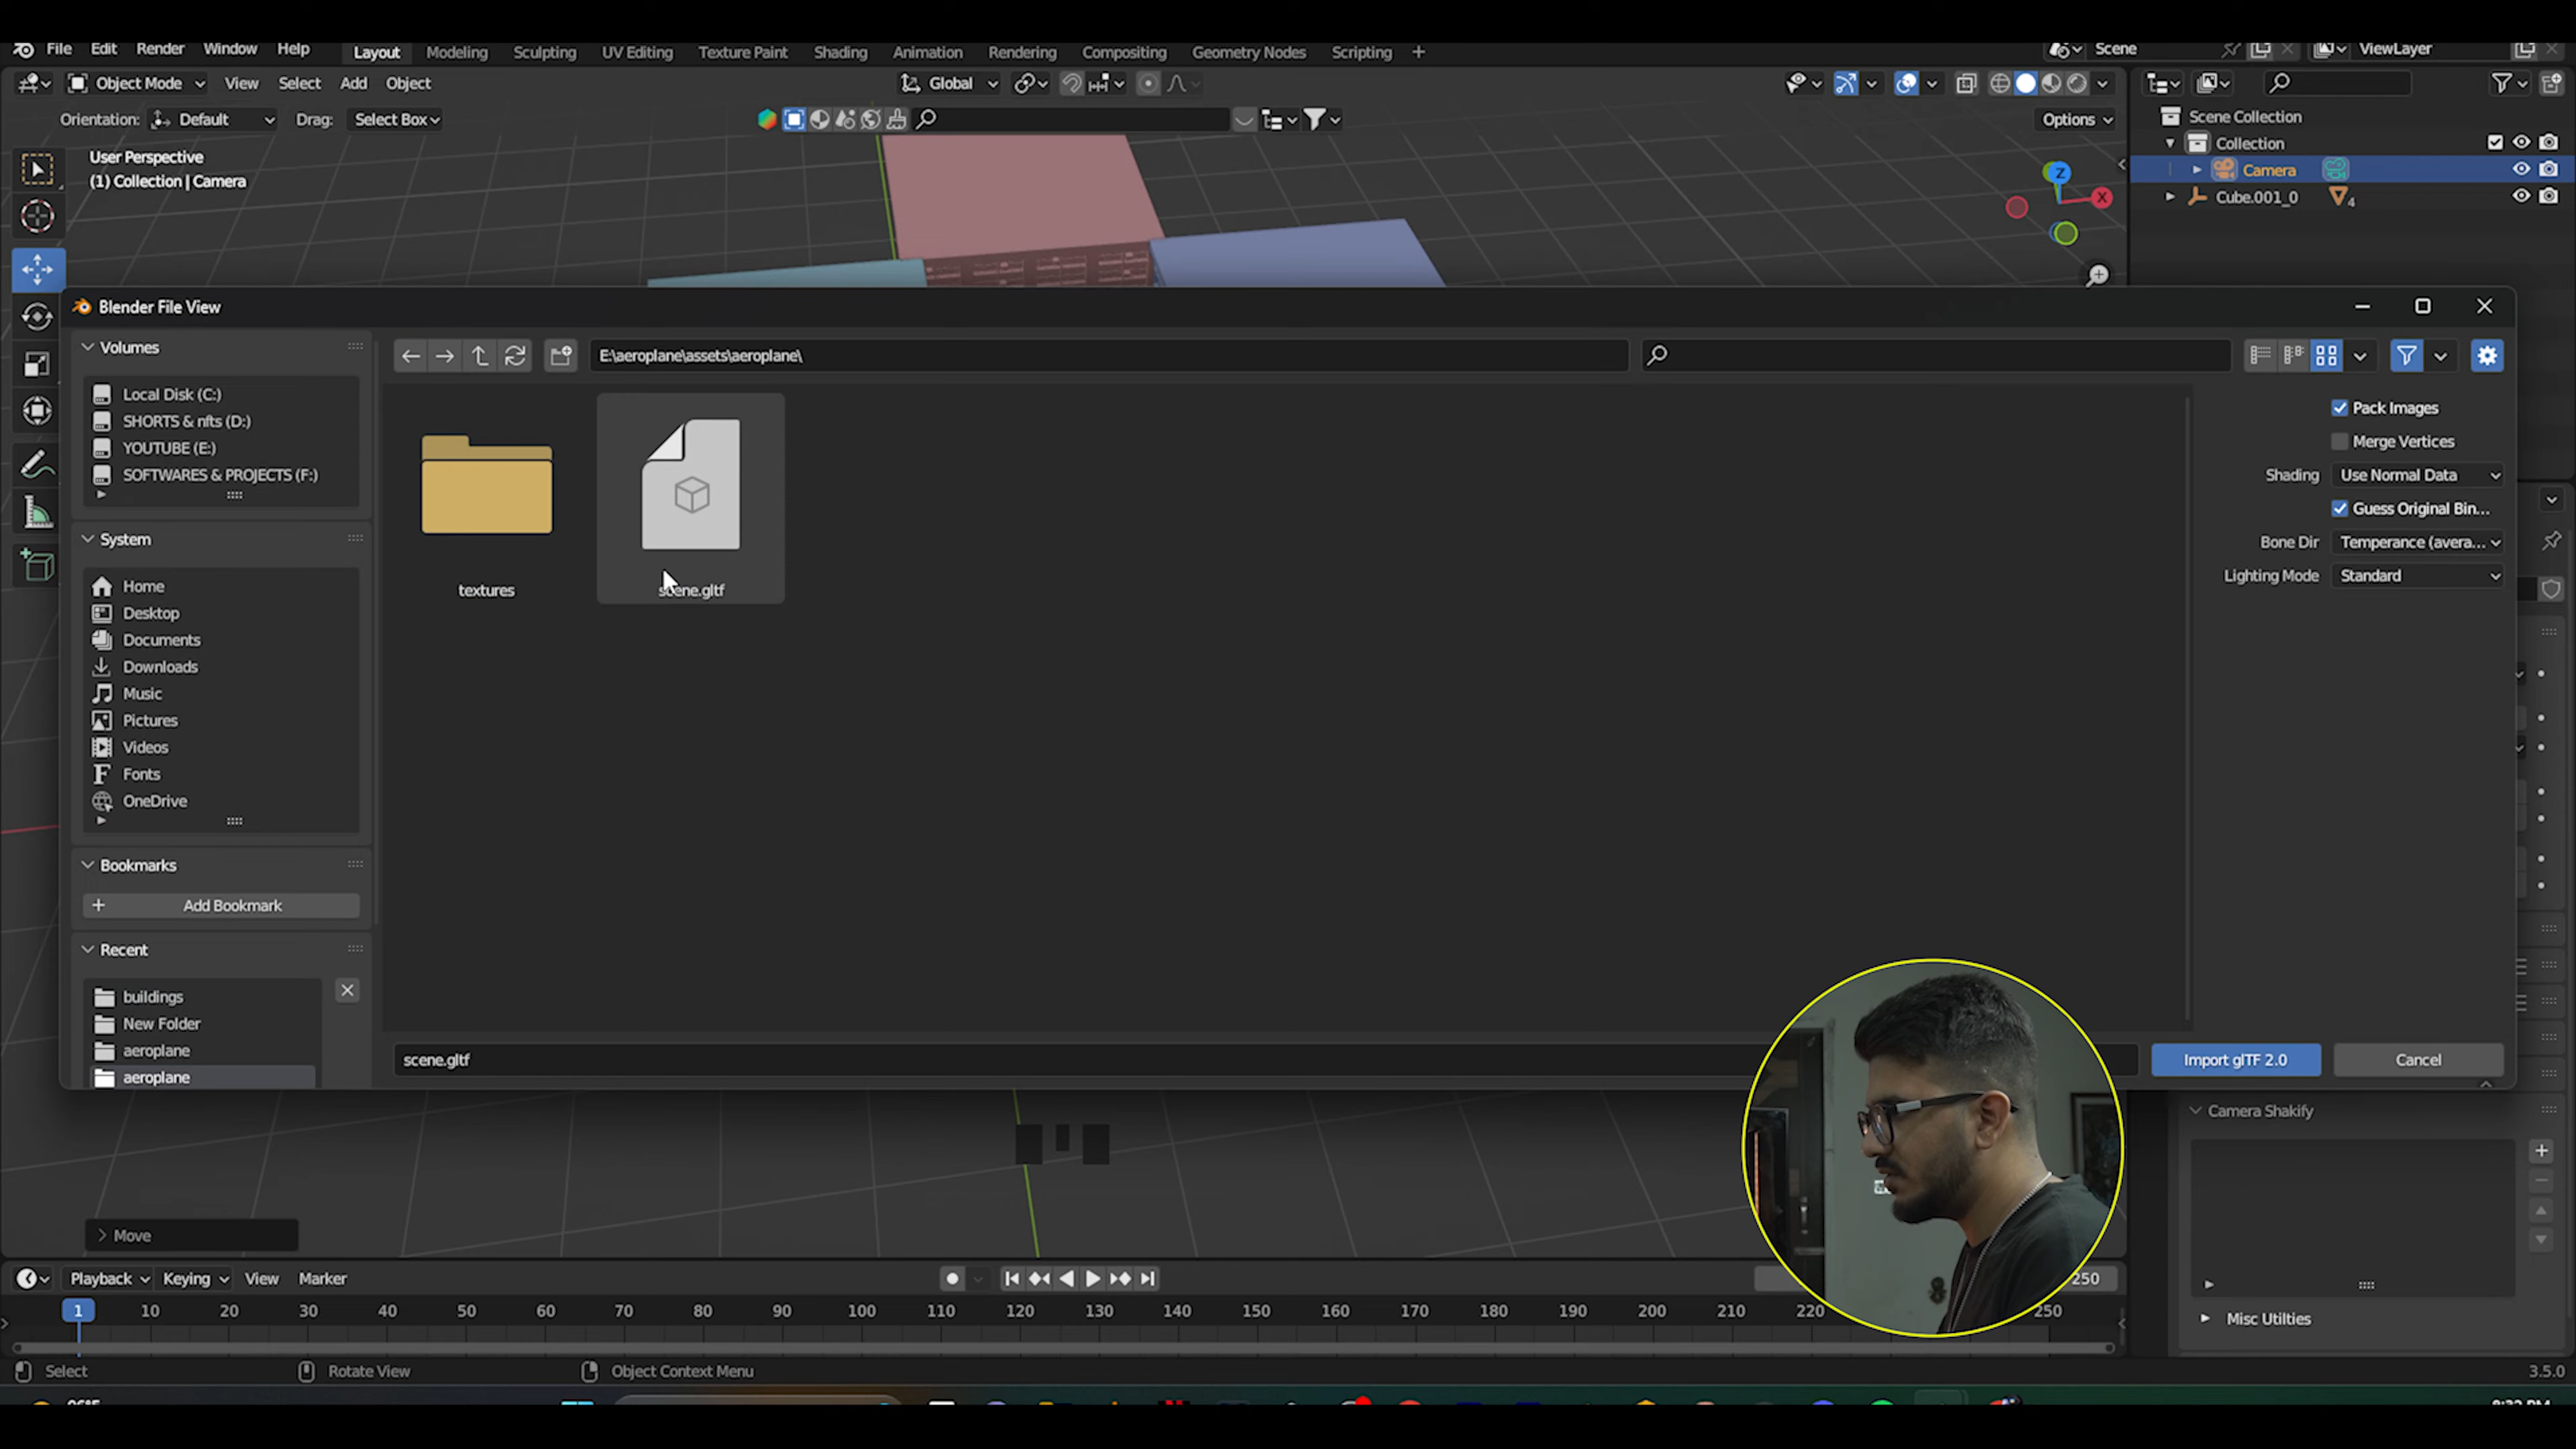 File Edit Render Window Help Layout Modeling Sculpting UV Editing Texture Paint Shading Animation Rendering Compositing Geometry Nodes Scripting + Scene ViewLayer
Object Mode View Select Add Object Global
Orientation: Default Drag: Select Box Options
User Perspective
(1) Collection | Camera
Z
X
Scene Collection
Collection
Camera
Cube.001_0 4
Blender File View
Volumes
Local Disk (C:)
SHORTS & nfts (D:)
YOUTUBE (E:)
SOFTWARES & PROJECTS (F:)
System
Home
Desktop
Documents
Downloads
Music
Pictures
Videos
Fonts
OneDrive
Bookmarks
Add Bookmark
Recent
buildings
New Folder
aeroplane
aeroplane
E:\aeroplane\assets\aeroplane\
textures
scene.gltf
Pack Images
Merge Vertices
Shading Use Normal Data
Guess Original Bin...
Bone Dir Temperance (avera...
Lighting Mode Standard
scene.gltf
Import glTF 2.0 Cancel
Camera Shakify
Misc Utilties
Move
Playback Keying View Marker
250
1 10 20 30 40 50 60 70 80 90 100 110 120 130 140 150 160 170 180 190 200 210 220 250
Select Rotate View Object Context Menu 3.5.0